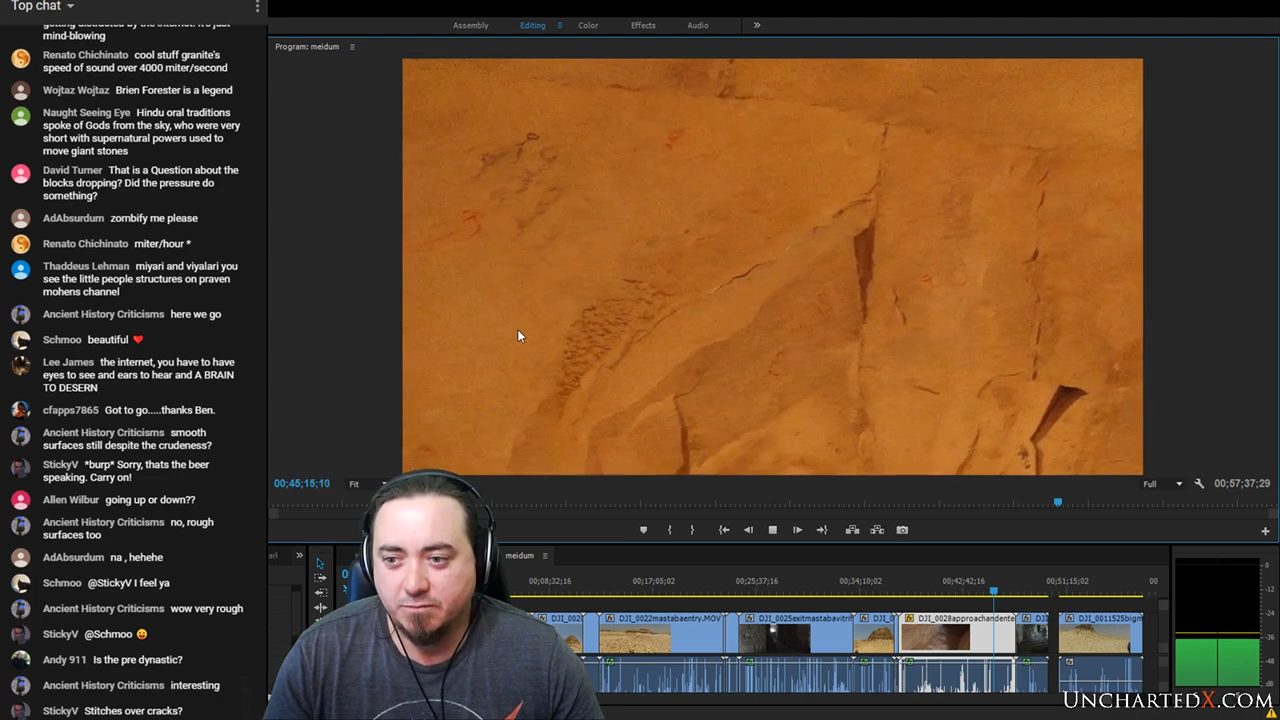 Top chat
getting distracted by the internet. It's just
mind-blowing
Renato Chichinato cool stuff granite's
speed of sound over 4000 miter/second
Wojtaz Wojtaz Brien Forester is a legend
Naught Seeing Eye Hindu oral traditions
spoke of Gods from the sky, who were very
short with supernatural powers used to
move giant stones
David Turner That is a Question about the
blocks dropping? Did the pressure do
something?
AdAbsurdum zombify me please
Renato Chichinato miter/hour *
Thaddeus Lehman miyari and viyalari you
see the little people structures on praven
mohens channel
Ancient History Criticisms here we go
Schmoo beautiful ❤
Lee James the internet, you have to have
eyes to see and ears to hear and A BRAIN
TO DESERN
cfapps7865 Got to go.....thanks Ben.
Ancient History Criticisms smooth
surfaces still despite the crudeness?
StickyV *burp* Sorry, thats the beer
speaking. Carry on!
Allen Wilbur going up or down??
Ancient History Criticisms no, rough
surfaces too
AdAbsurdum na , hehehe
Schmoo @StickyV I feel ya
Ancient History Criticisms wow very rough
StickyV @Schmoo 😛
Andy 911 Is the pre dynastic?
Ancient History Criticisms interesting
StickyV Stitches over cracks?
Assembly Editing Color Effects Audio
Program: meidum
00;45;15;10 Fit Full 00;57;37;29
meidum
00;08;32;16 00;17;05;02 00;25;37;16 00;34;10;02 00;42;42;16 00;51;15;02 00
DJI_0022mastabaentry.MOV DJI_0025exitmastabavitrifi DJI_0 DJI_0028approachandente DJI_0011525bigm
0
dB
UNCHARTEDX.COM